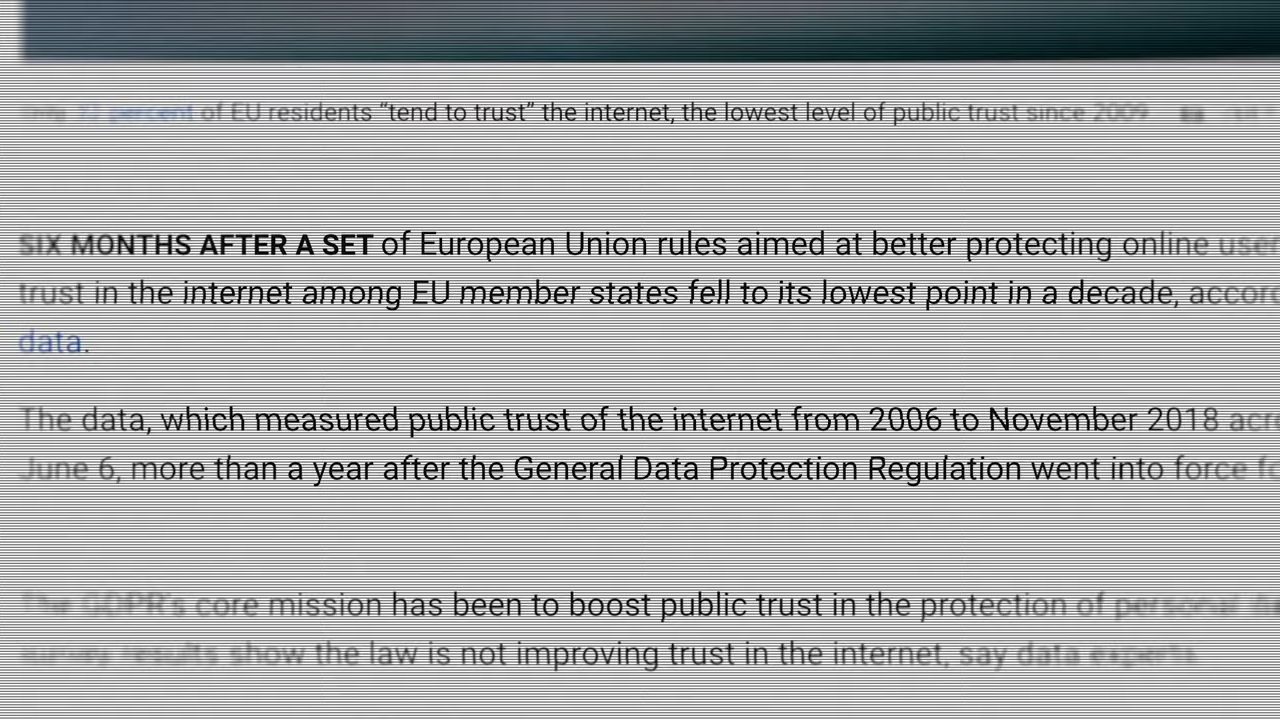 percent of EU residents “tend to trust” the internet, the lowest level of public trust since 2009
SIX MONTHS AFTER A SET of European Union rules aimed at better protecting online
trust in the internet among EU member states fell to its lowest point in a decade,
data.
The data, which measured public trust of the internet from 2006 to November 2018
June 6, more than a year after the General Data Protection Regulation went into force
The GDPR's core mission has been to boost public trust in the protection of personal
survey results show the law is not improving trust in the internet, say data experts